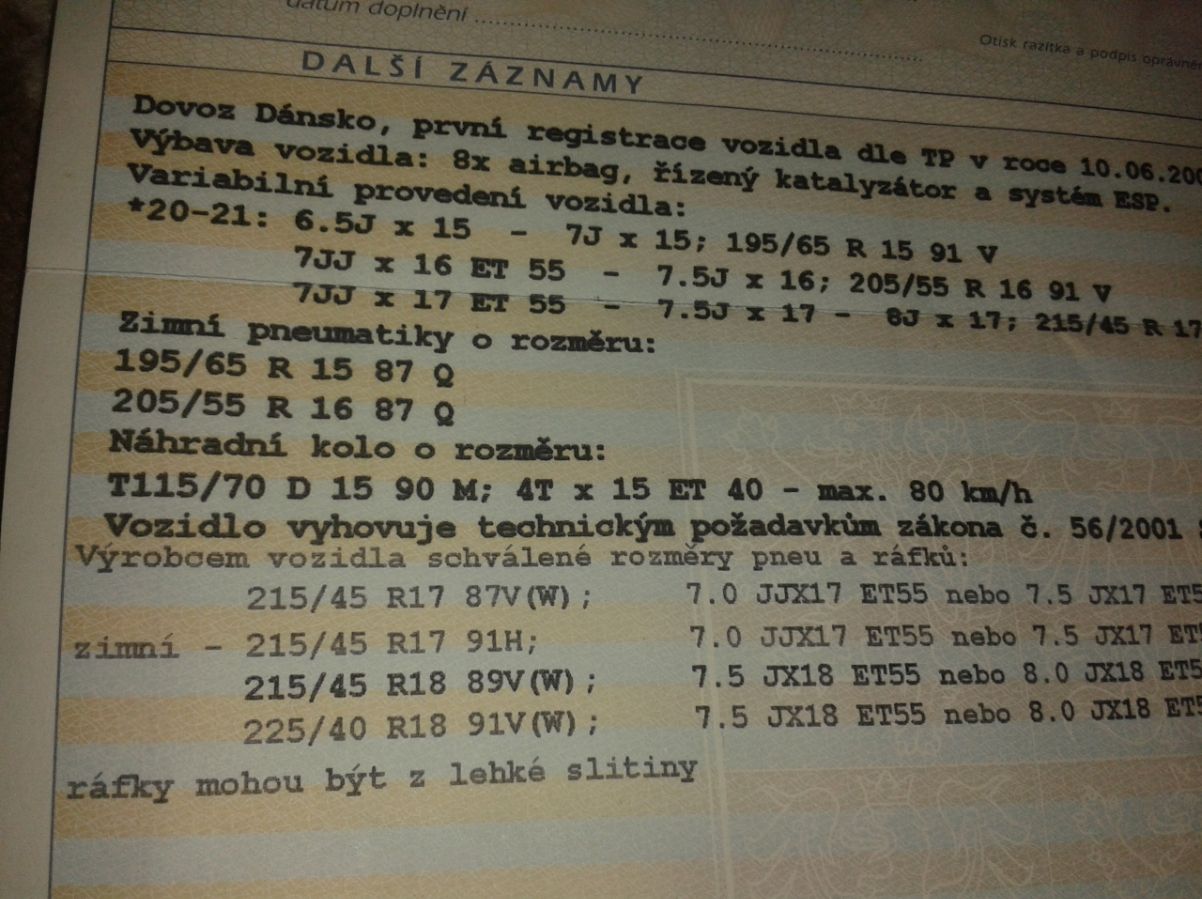 datum doplnění
Otisk razítka a podpis
DALŠÍ ZÁZNAMY
Dovoz Dánsko, první registrace vozidla dle TP v roce 10.06.200
Výbava vozidla: 8x airbag, řízený katalyzátor a systém ESP.
Variabilní provedení vozidla:
*20-21: 6.5J x 15 - 7J x 15; 195/65 R 15 91 V
7JJ x 16 ET 55 - 7.5J x 16; 205/55 R 16 91 V
7JJ x 17 ET 55 - 7.5J x 17 - 8J x 17; 215/45 R 17
Zimní pneumatiky o rozměru:
195/65 R 15 87 Q
205/55 R 16 87 Q
Náhradní kolo o rozměru:
T115/70 D 15 90 M; 4T x 15 ET 40 - max. 80 km/h
Vozidlo vyhovuje technickým požadavkům zákona č. 56/2001
Výrobcem vozidla schválené rozměry pneu a ráfků:
215/45 R17 87V(W); 7.0 JJX17 ET55 nebo 7.5 JX17 ET5
zimní - 215/45 R17 91H; 7.0 JJX17 ET55 nebo 7.5 JX17 ET5
215/45 R18 89V(W); 7.5 JX18 ET55 nebo 8.0 JX18 ET5
225/40 R18 91V(W); 7.5 JX18 ET55 nebo 8.0 JX18 ET5
ráfky mohou být z lehké slitiny